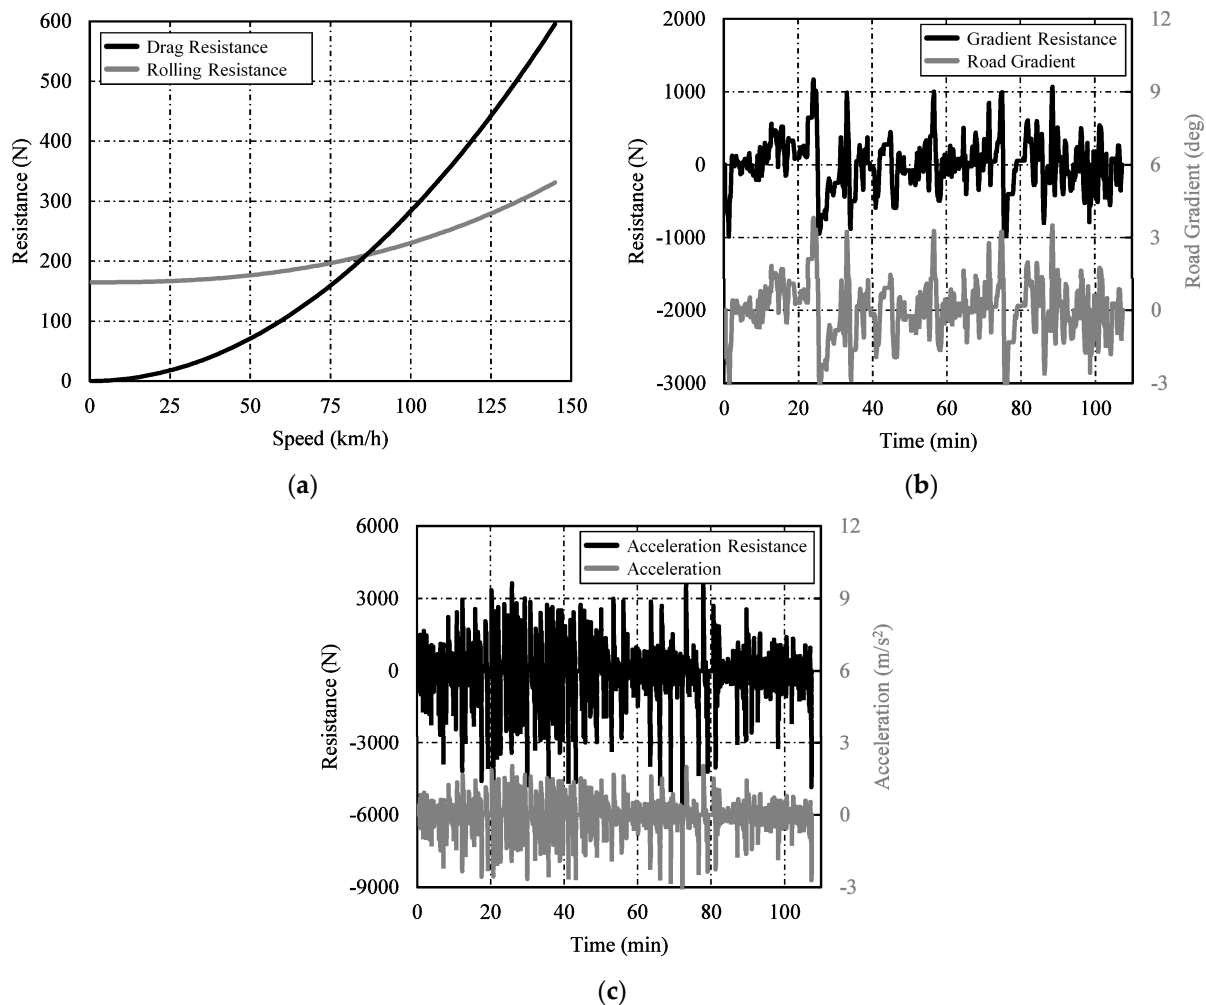 600
500
400
300
200
100
0
Resistance (N)
Drag Resistance
Rolling Resistance
0 25 50 75 100 125 150
Speed (km/h)
(a)
2000
1000
0
-1000
-2000
-3000
Resistance (N)
Gradient Resistance
Road Gradient
12
9
6
3
0
-3
Road Gradient (deg)
0 20 40 60 80 100
Time (min)
(b)
6000
3000
0
-3000
-6000
-9000
Resistance (N)
Acceleration Resistance
Acceleration
12
9
6
3
0
-3
Acceleration (m/s²)
0 20 40 60 80 100
Time (min)
(c)